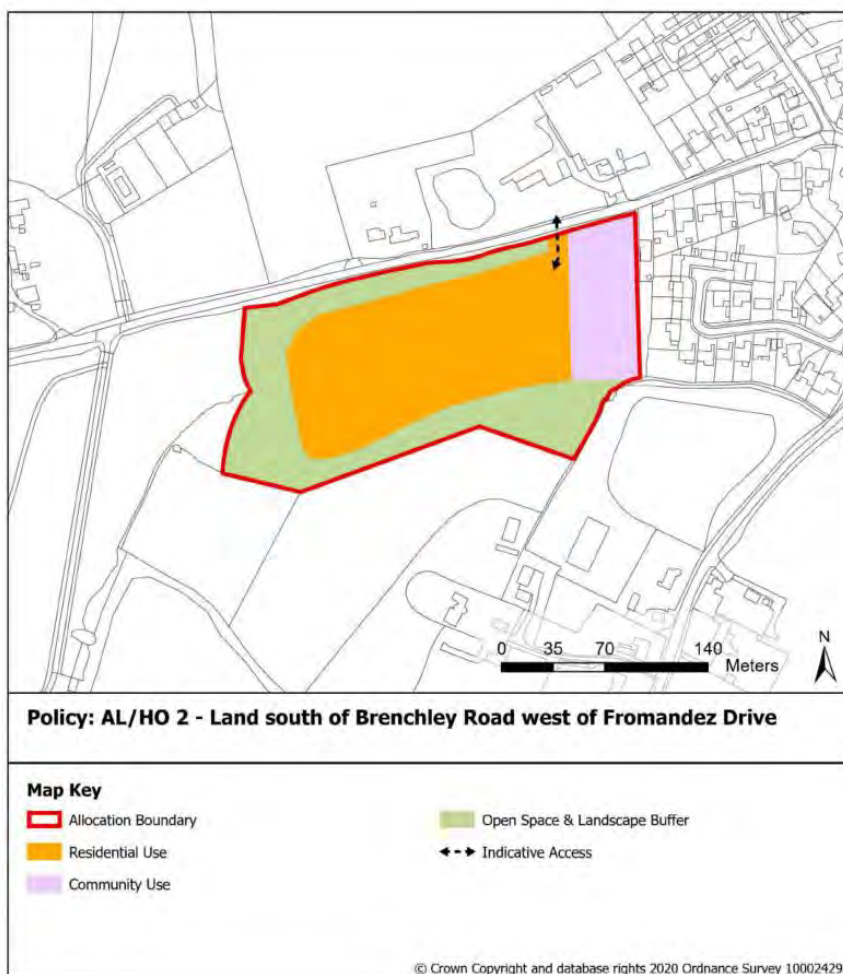 0 35 70 140
Meters
N
Policy: AL/HO 2 - Land south of Brenchley Road west of Fromandez Drive
Map Key
Allocation Boundary
Residential Use
Community Use
Open Space & Landscape Buffer
Indicative Access
© Crown Copyright and database rights 2020 Ordnance Survey 10002429